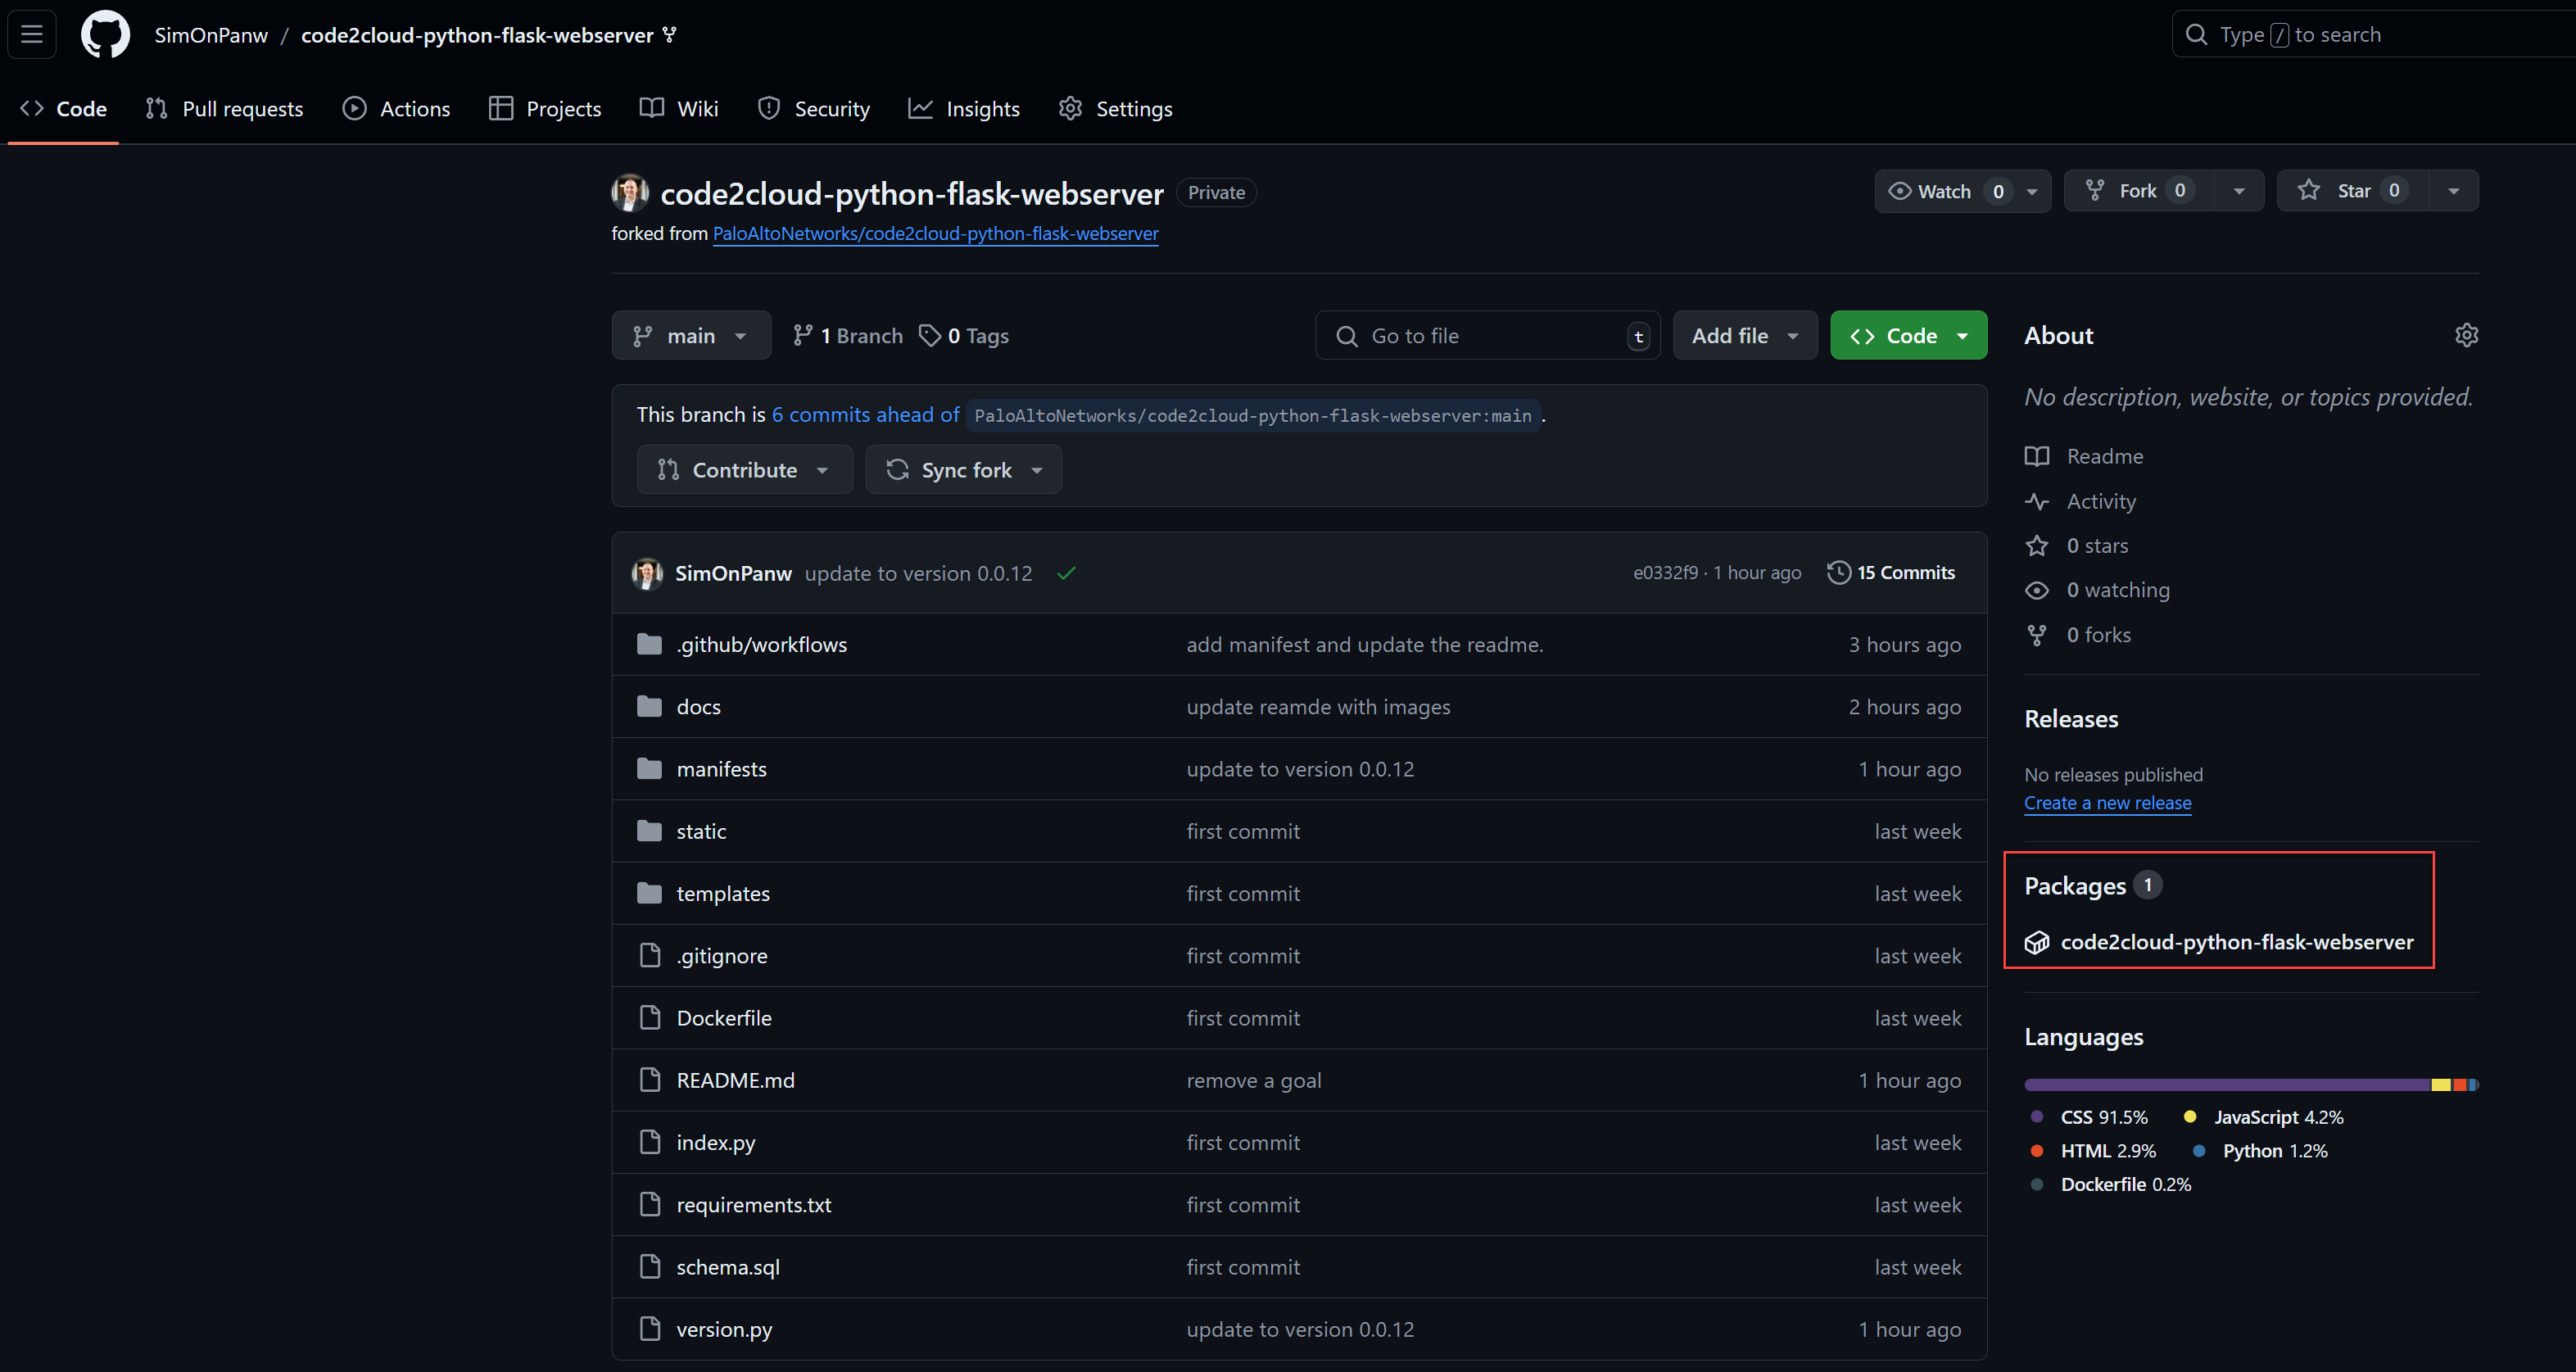 SimOnPanw / code2cloud-python-flask-webserver
Type / to search
Code Pull requests Actions Projects Wiki Security Insights Settings
code2cloud-python-flask-webserver Private
Watch 0 Fork 0 Star 0
forked from PaloAltoNetworks/code2cloud-python-flask-webserver
main 1 Branch 0 Tags Go to file t Add file Code
This branch is 6 commits ahead of PaloAltoNetworks/code2cloud-python-flask-webserver:main .
Contribute Sync fork
SimOnPanw update to version 0.0.12 e0332f9 · 1 hour ago 15 Commits
.github/workflows add manifest and update the readme. 3 hours ago
docs update reamde with images 2 hours ago
manifests update to version 0.0.12 1 hour ago
static first commit last week
templates first commit last week
.gitignore first commit last week
Dockerfile first commit last week
README.md remove a goal 1 hour ago
index.py first commit last week
requirements.txt first commit last week
schema.sql first commit last week
version.py update to version 0.0.12 1 hour ago
About
No description, website, or topics provided.
Readme
Activity
0 stars
0 watching
0 forks
Releases
No releases published
Create a new release
Packages 1
code2cloud-python-flask-webserver
Languages
CSS 91.5% JavaScript 4.2%
HTML 2.9% Python 1.2%
Dockerfile 0.2%